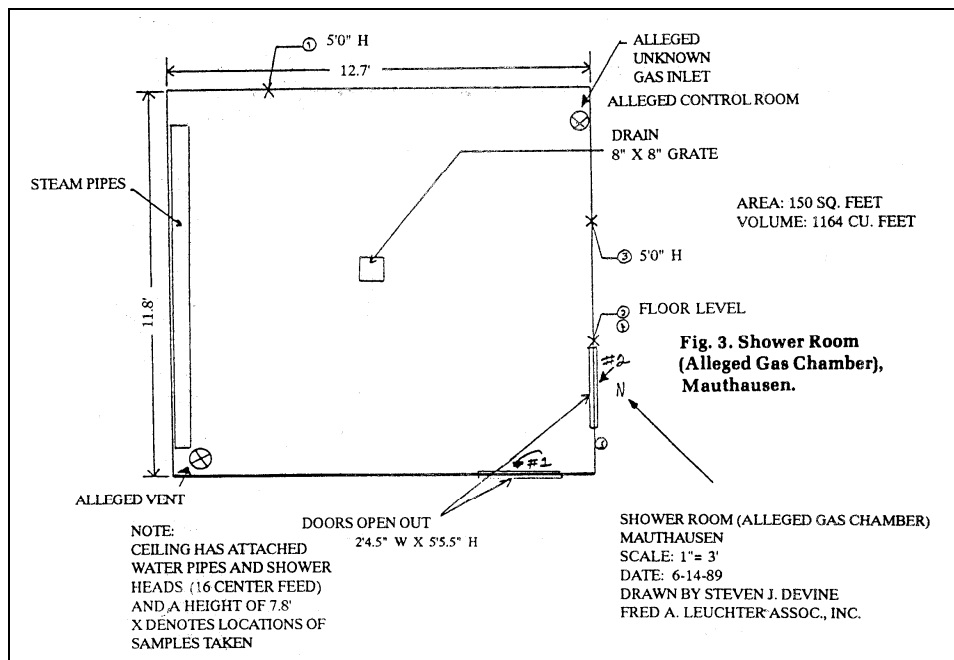 ① 5'0" H
ALLEGED
UNKNOWN
GAS INLET
12.7'
ALLEGED CONTROL ROOM
DRAIN
8" X 8" GRATE
STEAM PIPES
AREA: 150 SQ. FEET
VOLUME: 1164 CU. FEET
③ 5'0" H
11.8'
② FLOOR LEVEL
Fig. 3. Shower Room
(Alleged Gas Chamber),
Mauthausen.
#2
N
#1
ALLEGED VENT
DOORS OPEN OUT
2'4.5" W X 5'5.5" H
NOTE:
CEILING HAS ATTACHED
WATER PIPES AND SHOWER
HEADS (16 CENTER FEED)
AND A HEIGHT OF 7.8'
X DENOTES LOCATIONS OF
SAMPLES TAKEN
SHOWER ROOM (ALLEGED GAS CHAMBER)
MAUTHAUSEN
SCALE: 1"= 3'
DATE: 6-14-89
DRAWN BY STEVEN J. DEVINE
FRED A. LEUCHTER ASSOC., INC.